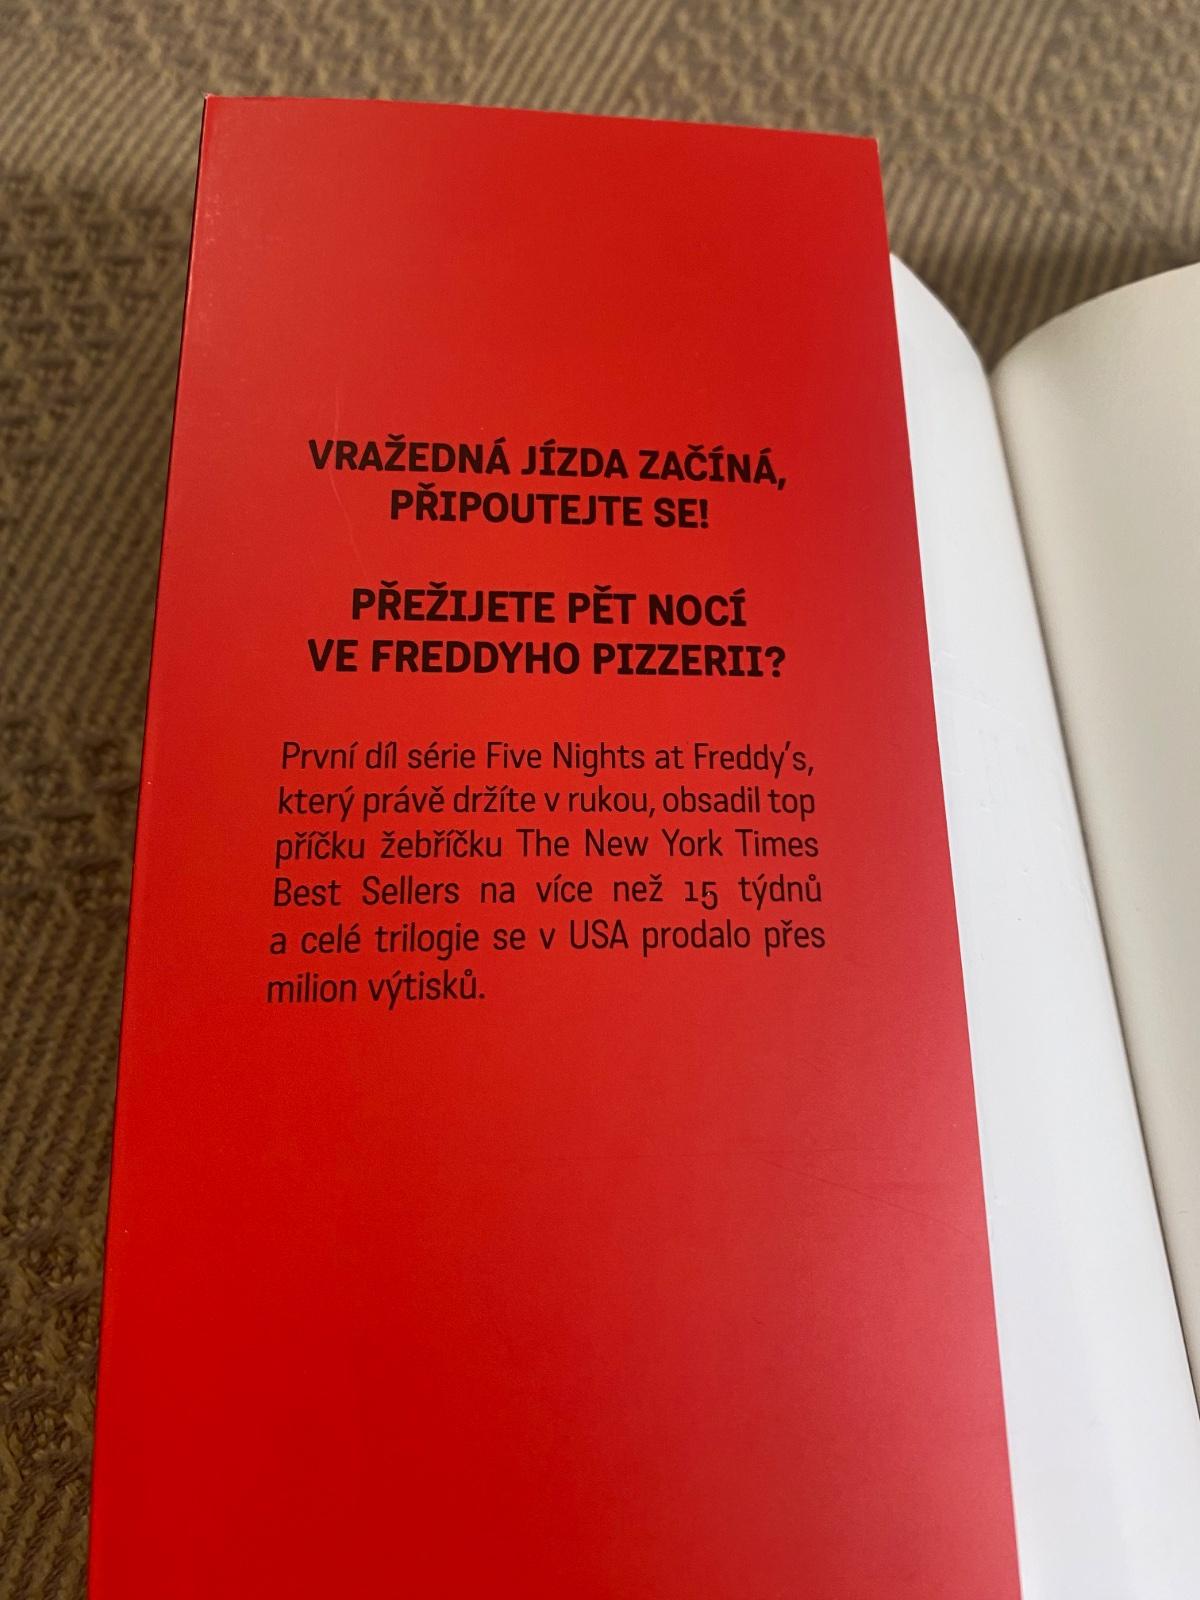 VRAŽEDNÁ JÍZDA ZAČÍNÁ,
PŘIPOUTEJTE SE!
PŘEŽIJETE PĚT NOCÍ
VE FREDDYHO PIZZERII?
První díl série Five Nights at Freddy's,
který právě držíte v rukou, obsadil top
příčku žebříčku The New York Times
Best Sellers na více než 15 týdnů
a celé trilogie se v USA prodalo přes
milion výtisků.